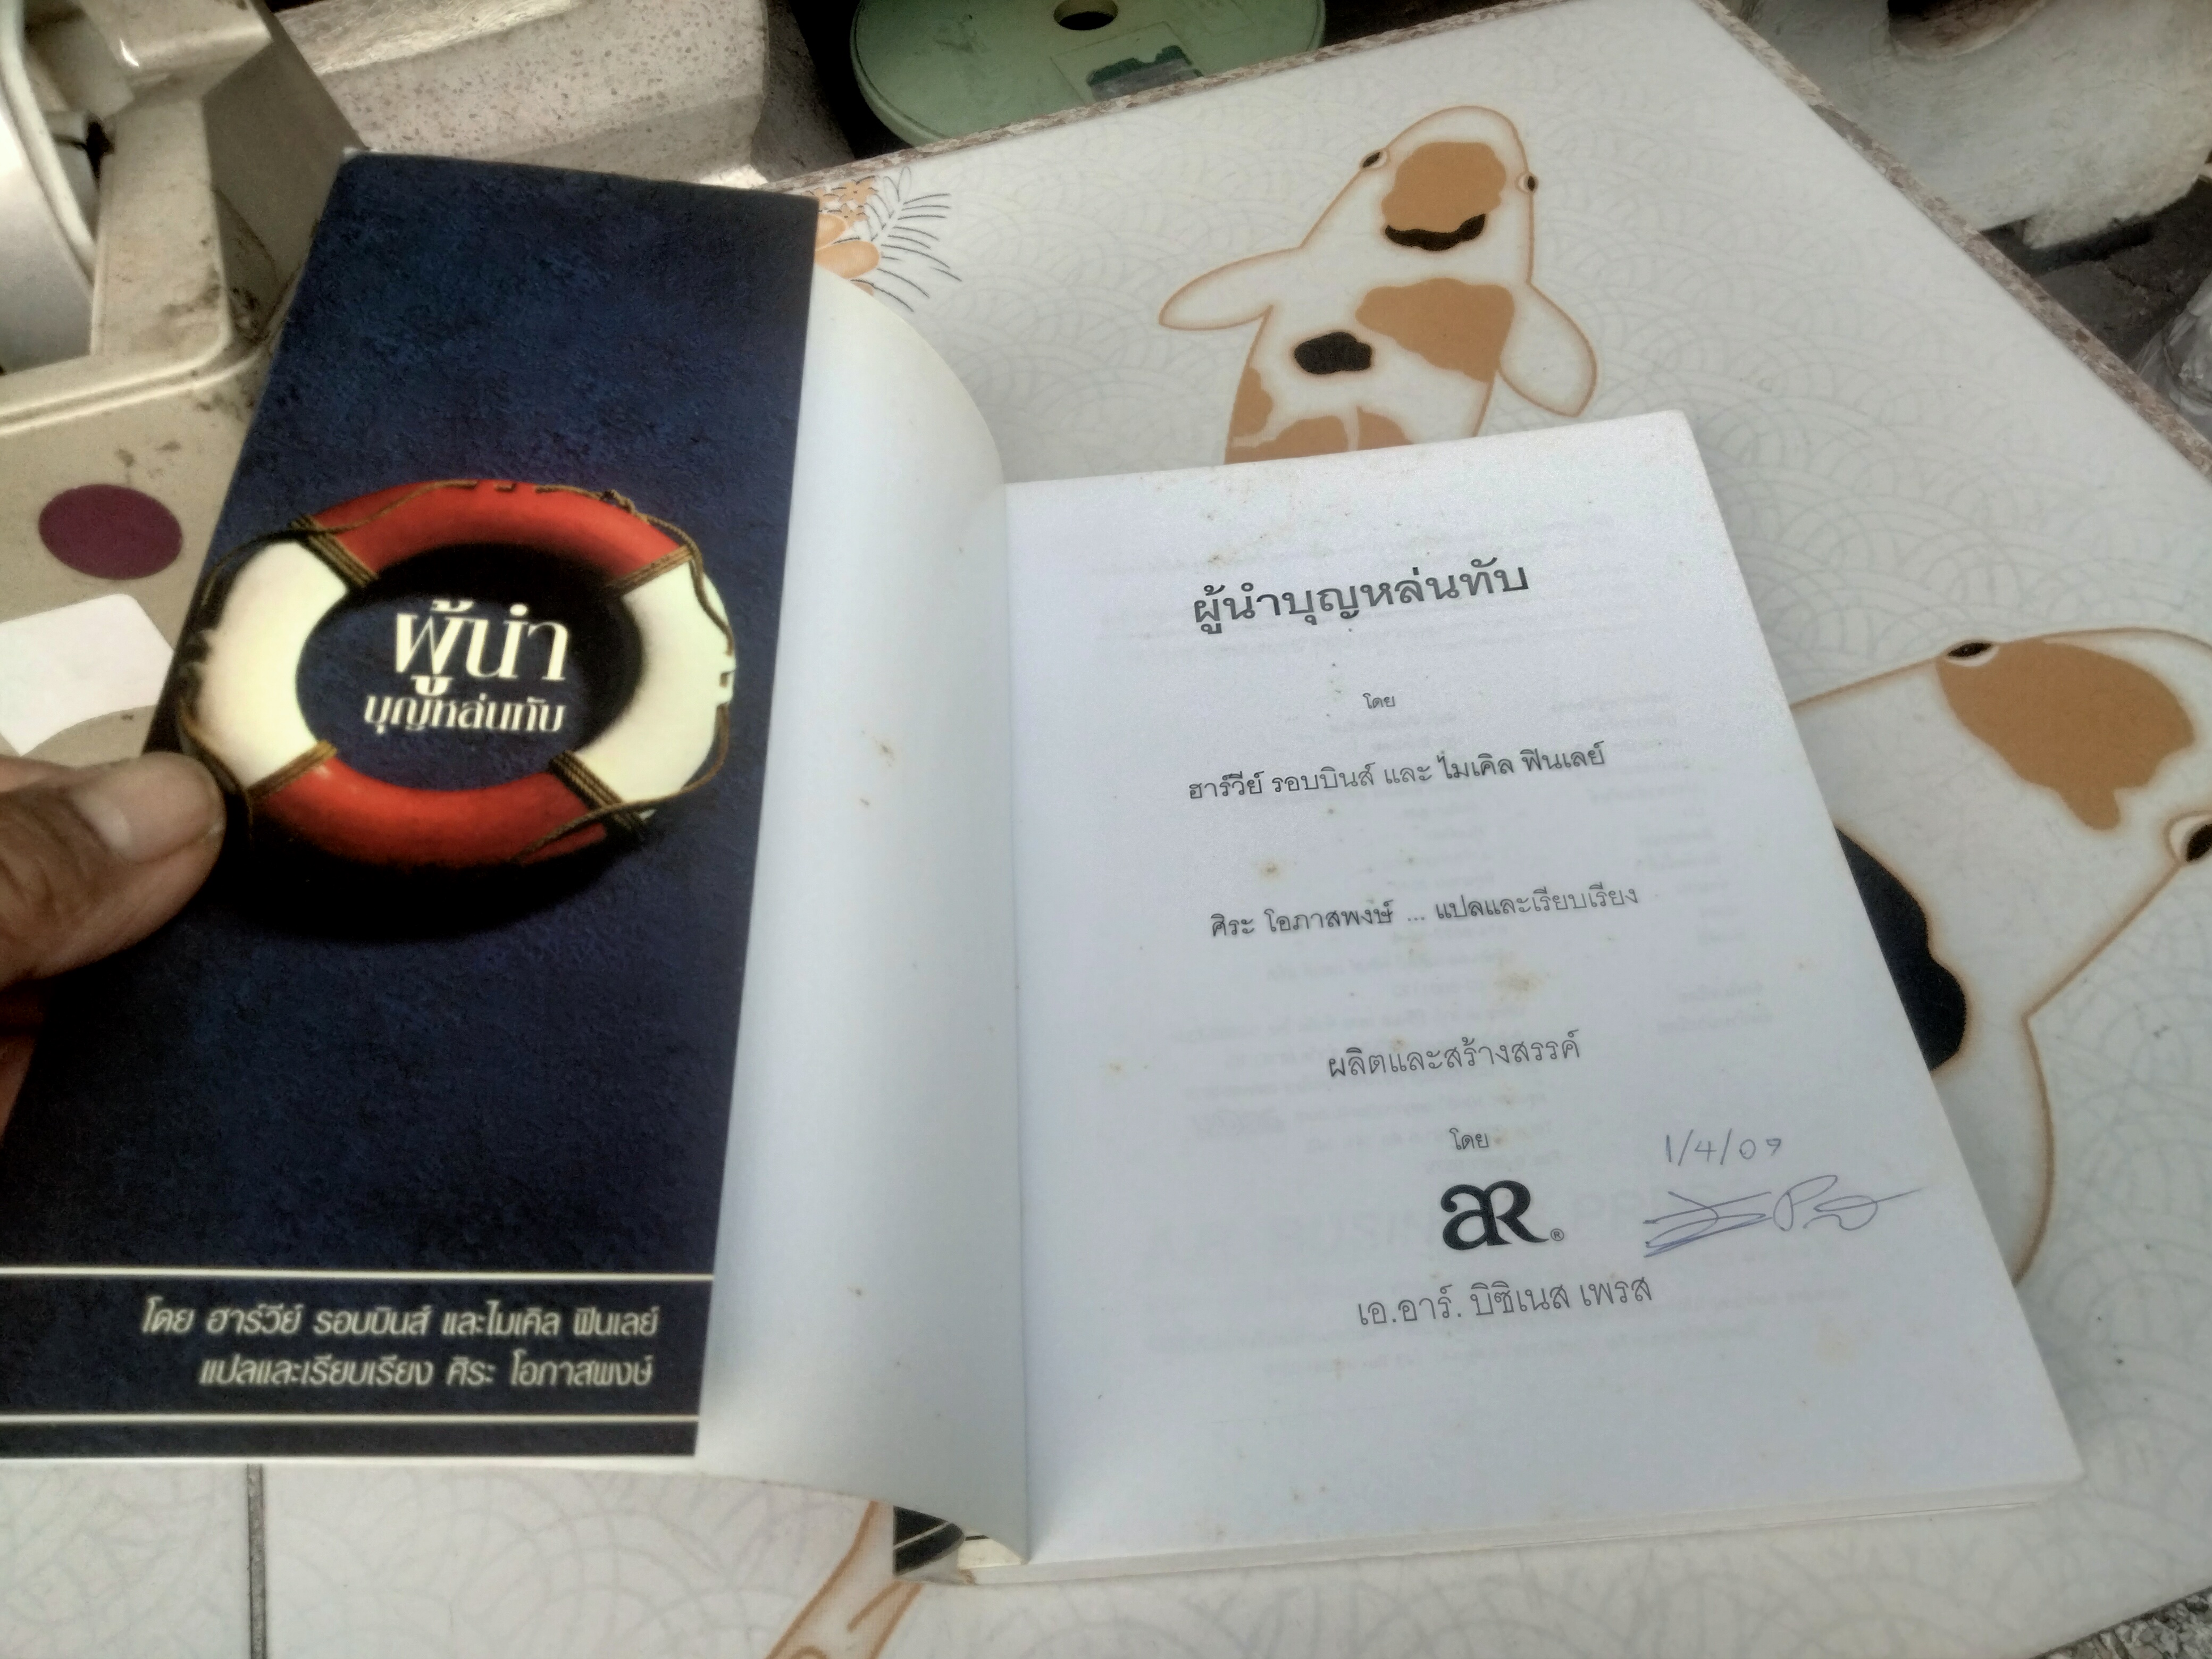 ผู้นำ
บุญหล่นทับ
โดย ฮาร์วีย์ รอบบินส์ และไมเคิล ฟินเลย์
แปลและเรียบเรียง ศิระ โอภาสพงษ์
ผู้นำบุญหล่นทับ
โดย
ฮาร์วีย์ รอบบินส์ และ ไมเคิล ฟินเลย์
ศิระ โอภาสพงษ์ ... แปลและเรียบเรียง
ผลิตและสร้างสรรค์
โดย
1/4/09
aR®
เอ.อาร์. บิซิเนส เพรส